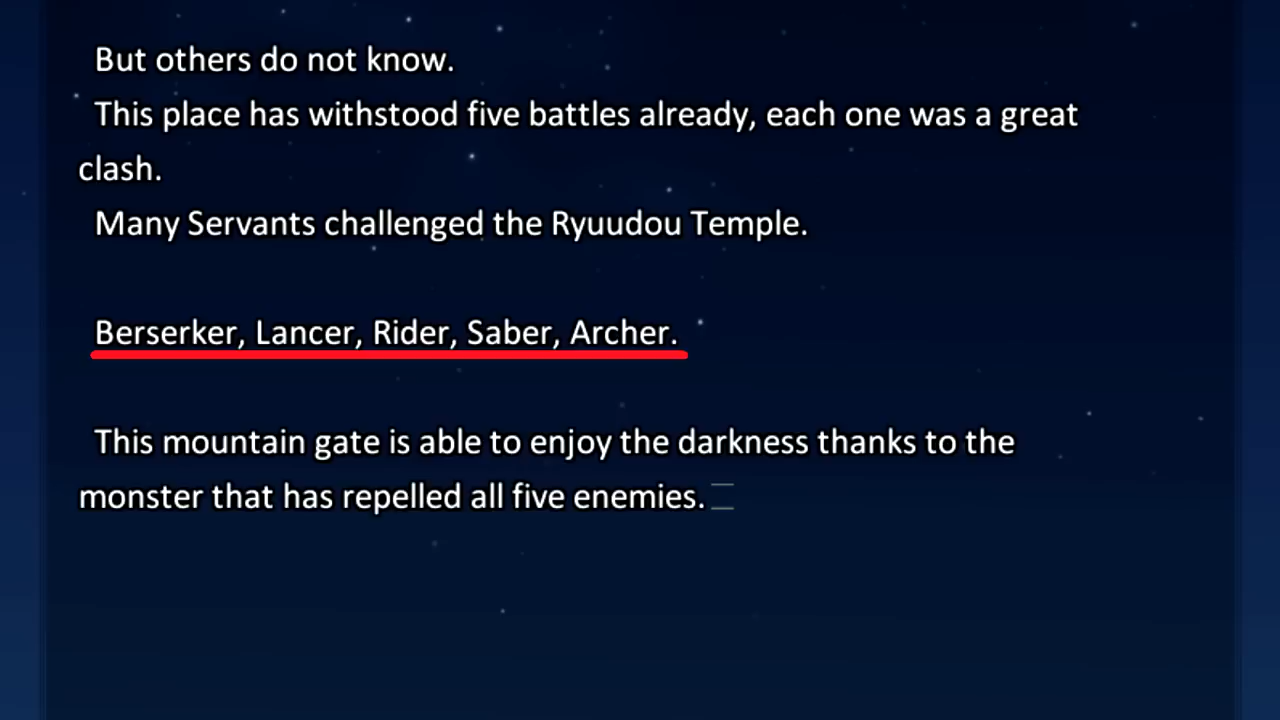 But others do not know.
This place has withstood five battles already, each one was a great
clash.
Many Servants challenged the Ryuudou Temple.
Berserker, Lancer, Rider, Saber, Archer.
This mountain gate is able to enjoy the darkness thanks to the
monster that has repelled all five enemies.